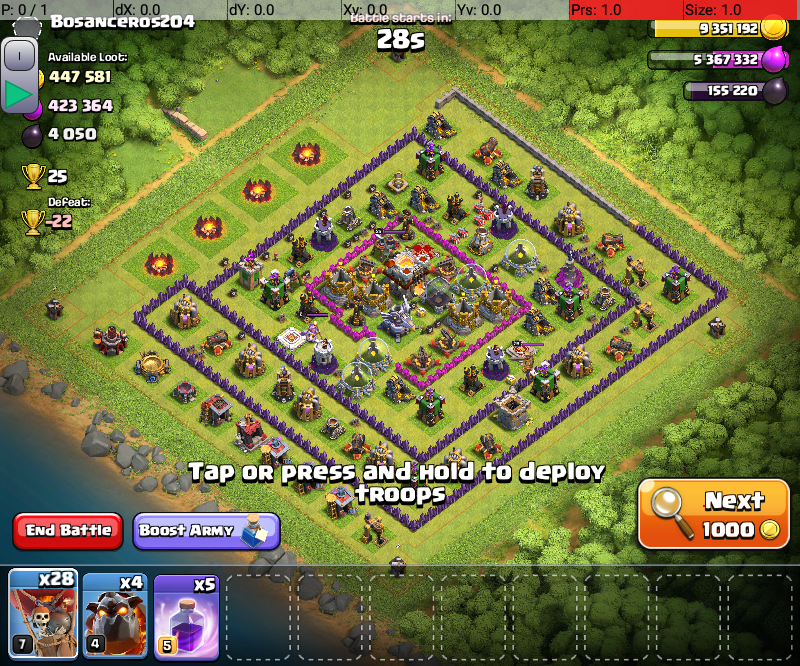 P: 0 / 1 dX: 0.0 dY: 0.0 Xv: 0.0 Yv: 0.0 Prs: 1.0 Size: 1.0
Bosanceros204
Battle starts in:
28s
9 351 192
5 367 332
155 220
Available Loot:
447 581
423 364
4 050
25
Defeat:
-22
Tap or press and hold to deploy
troops
End Battle
Boost Army
Next
1000
x28
x4
x5
7
4
5